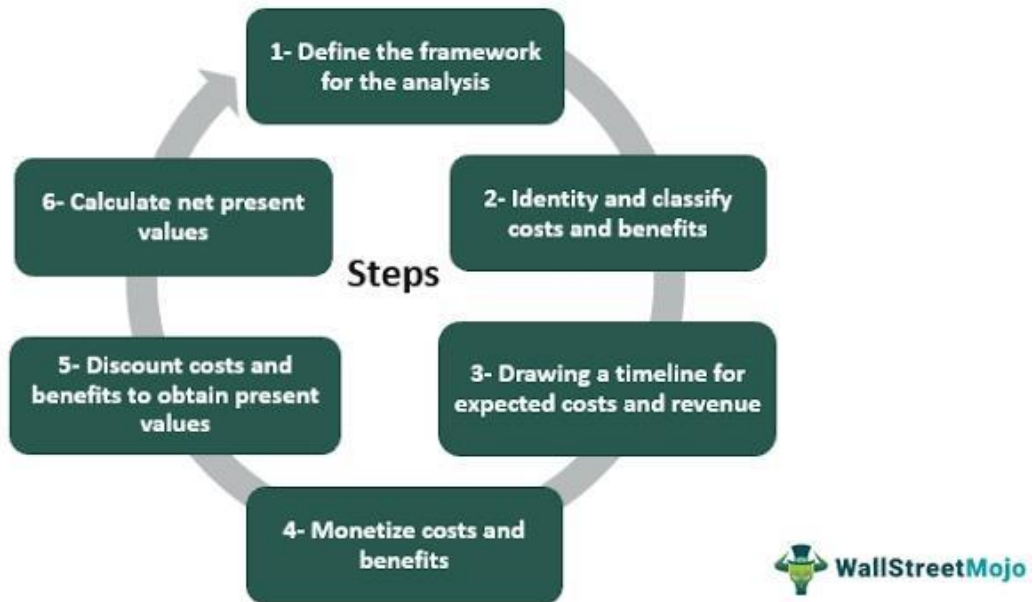 1- Define the framework
for the analysis
2- Identity and classify
costs and benefits
3- Drawing a timeline for
expected costs and revenue
4- Monetize costs and
benefits
5- Discount costs and
benefits to obtain present
values
6- Calculate net present
values
Steps
WallStreetMojo